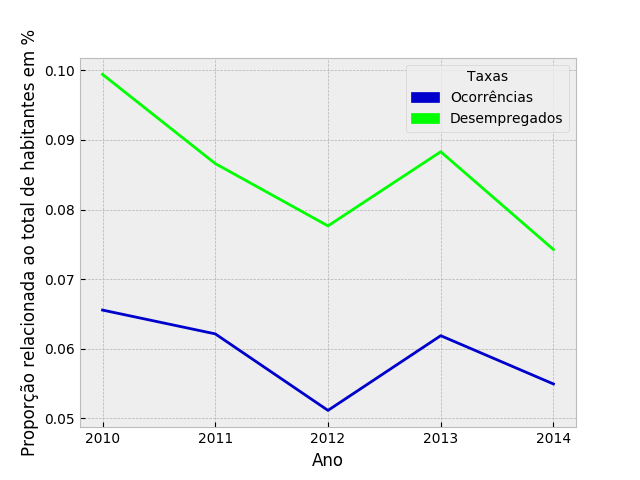 Proporção relacionada ao total de habitantes em %
0.10
0.09
0.08
0.07
0.06
0.05
Taxas
Ocorrências
Desempregados
2010 2011 2012 2013 2014
Ano